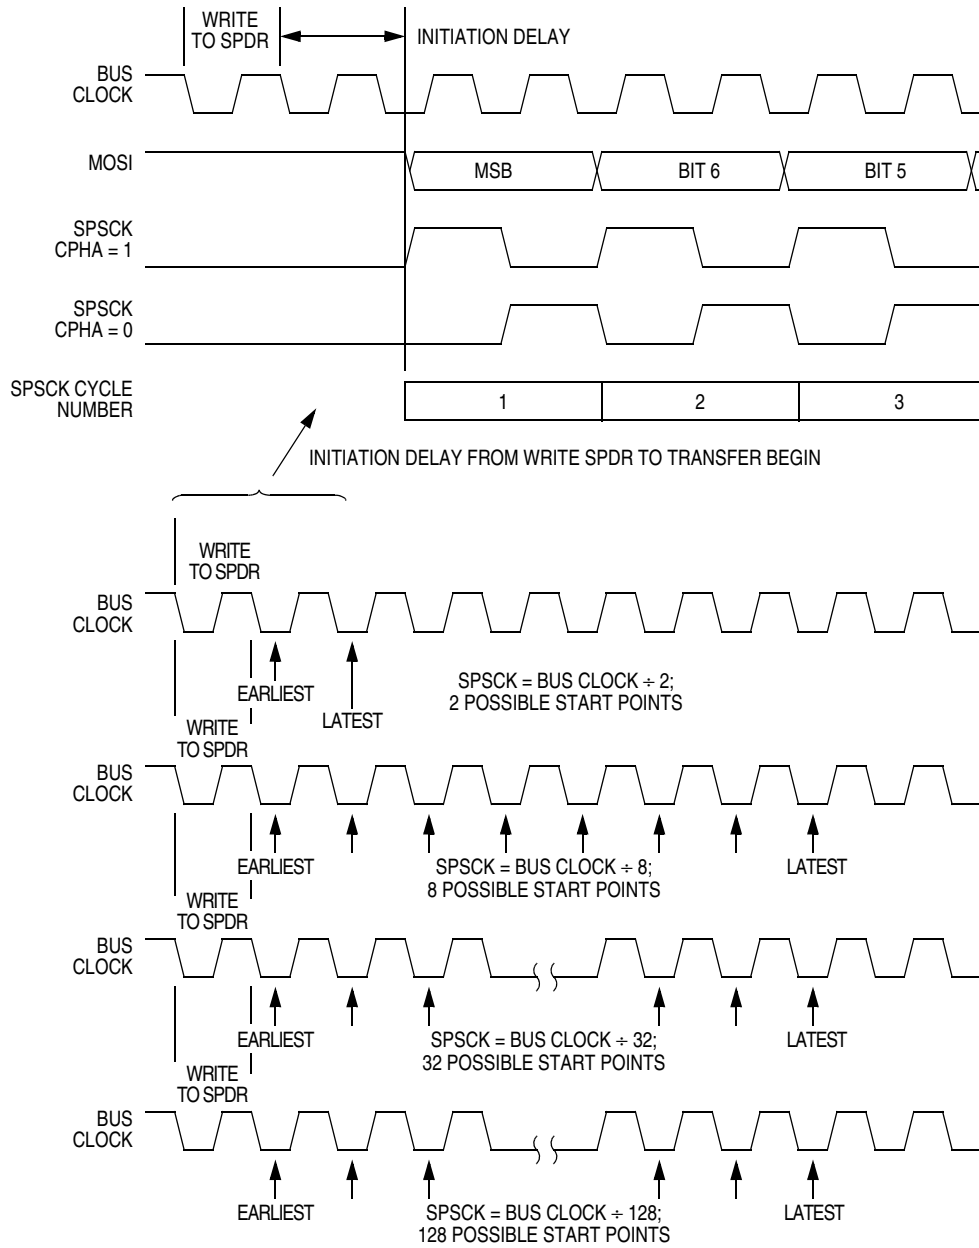 WRITE
TO SPDR
INITIATION DELAY
BUS
CLOCK
MOSI
MSB
BIT 6
BIT 5
SPSCK
CPHA = 1
SPSCK
CPHA = 0
SPSCK CYCLE
NUMBER
1
2
3
INITIATION DELAY FROM WRITE SPDR TO TRANSFER BEGIN
WRITE
TO SPDR
BUS
CLOCK
EARLIEST
LATEST
SPSCK = BUS CLOCK ÷ 2;
2 POSSIBLE START POINTS
WRITE
TO SPDR
BUS
CLOCK
EARLIEST
SPSCK = BUS CLOCK ÷ 8;
8 POSSIBLE START POINTS
LATEST
WRITE
TO SPDR
BUS
CLOCK
EARLIEST
SPSCK = BUS CLOCK ÷ 32;
32 POSSIBLE START POINTS
LATEST
WRITE
TO SPDR
BUS
CLOCK
EARLIEST
SPSCK = BUS CLOCK ÷ 128;
128 POSSIBLE START POINTS
LATEST